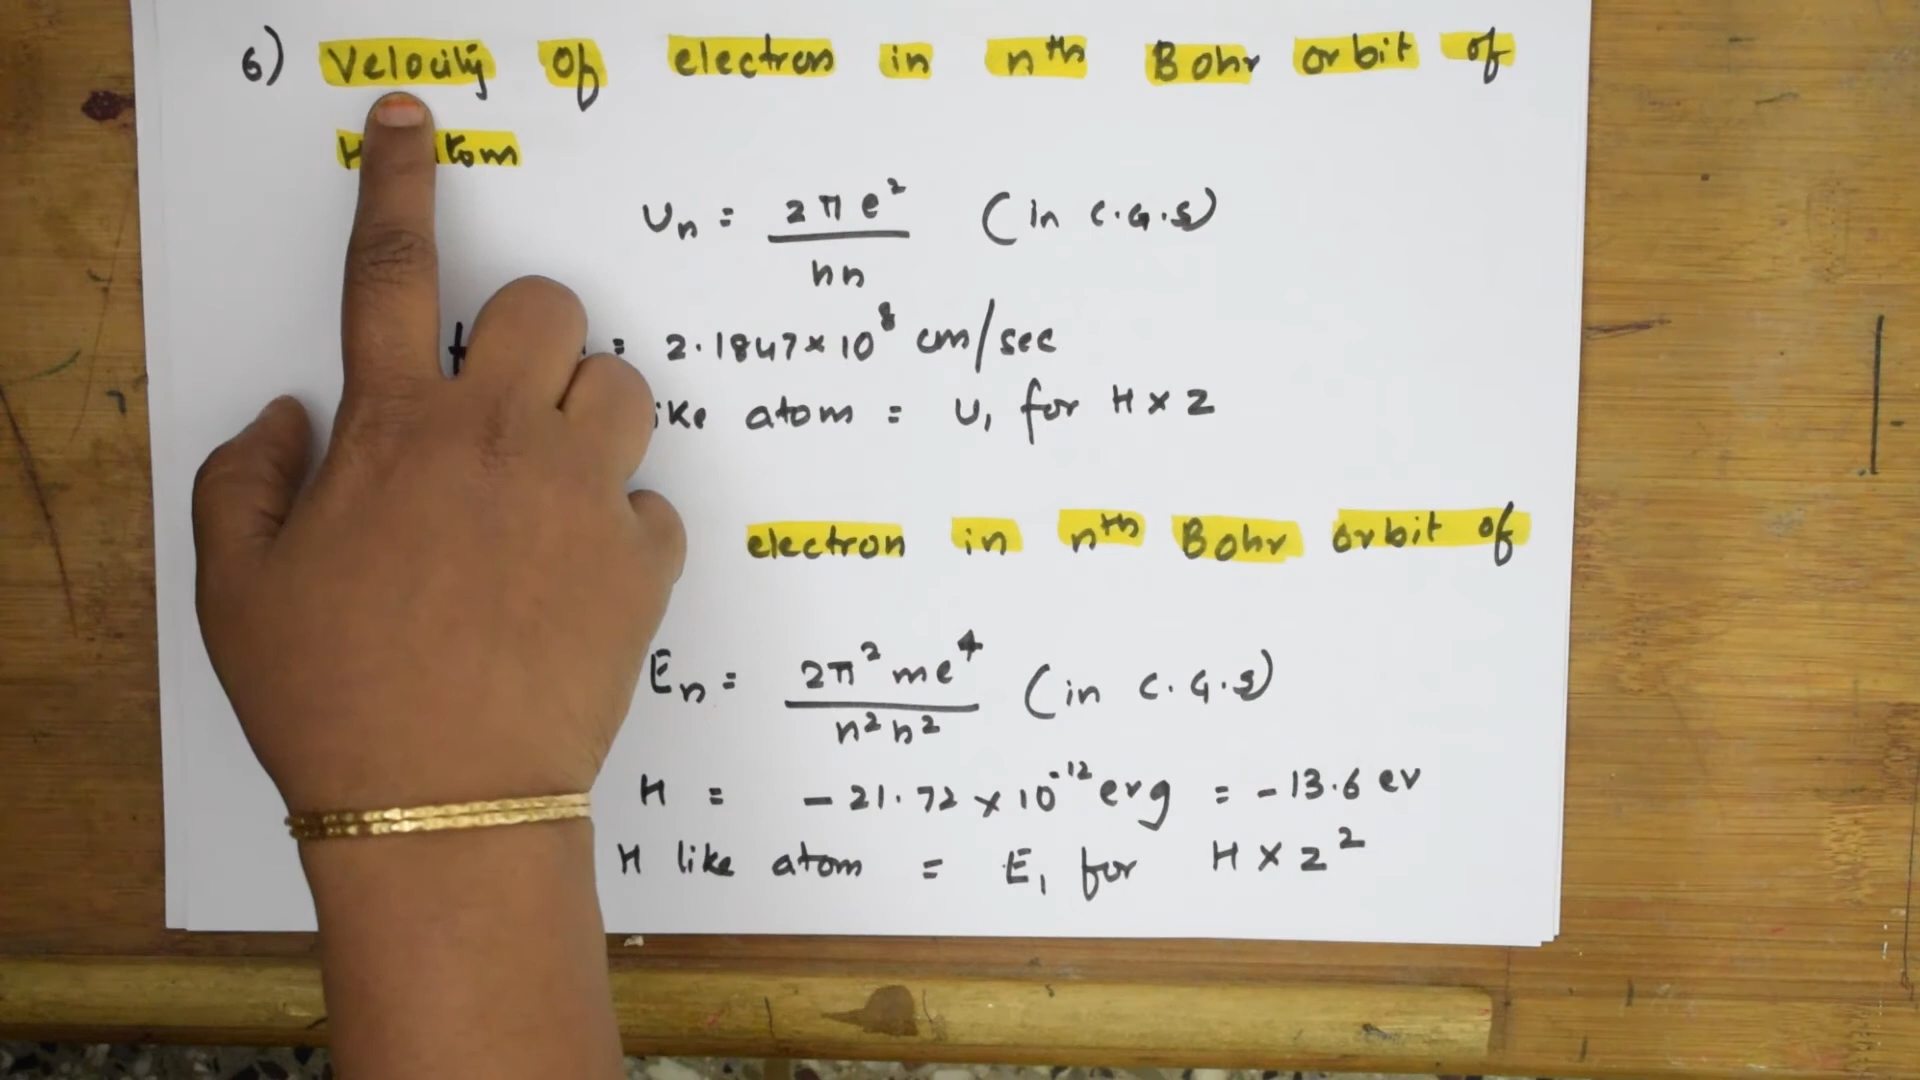 6) Velocity of electron in nth Bohr orbit of
H atom
Un = 2πe² / hn (in C.G.S)
= 2.1847×10⁸ cm/sec
like atom = U₁ for H × Z
electron in nth Bohr orbit of
En = 2π²me⁴ / n²h² (in C.G.S)
H = -21.72 × 10⁻¹² erg = -13.6 ev
H like atom = E₁ for H × Z²